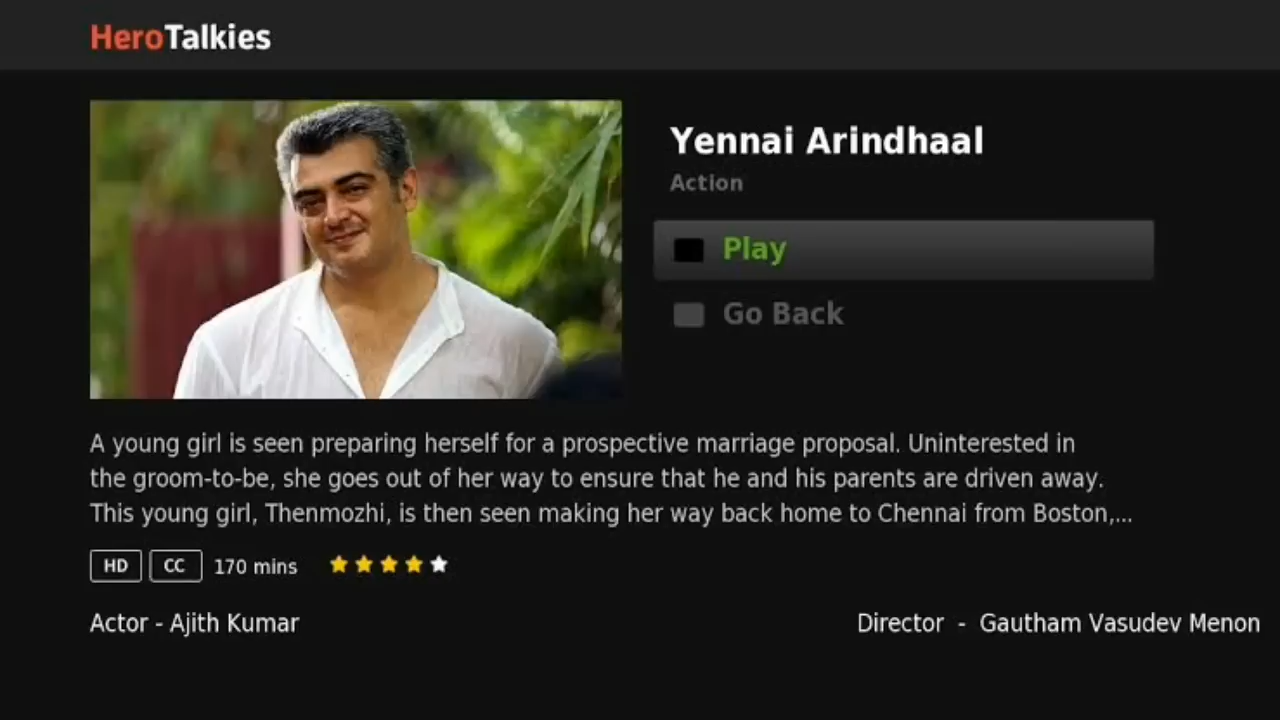 HeroTalkies
Yennai Arindhaal
Action
Play
Go Back
A young girl is seen preparing herself for a prospective marriage proposal. Uninterested in
the groom-to-be, she goes out of her way to ensure that he and his parents are driven away.
This young girl, Thenmozhi, is then seen making her way back home to Chennai from Boston,...
HD CC 170 mins
Actor - Ajith Kumar
Director - Gautham Vasudev Menon